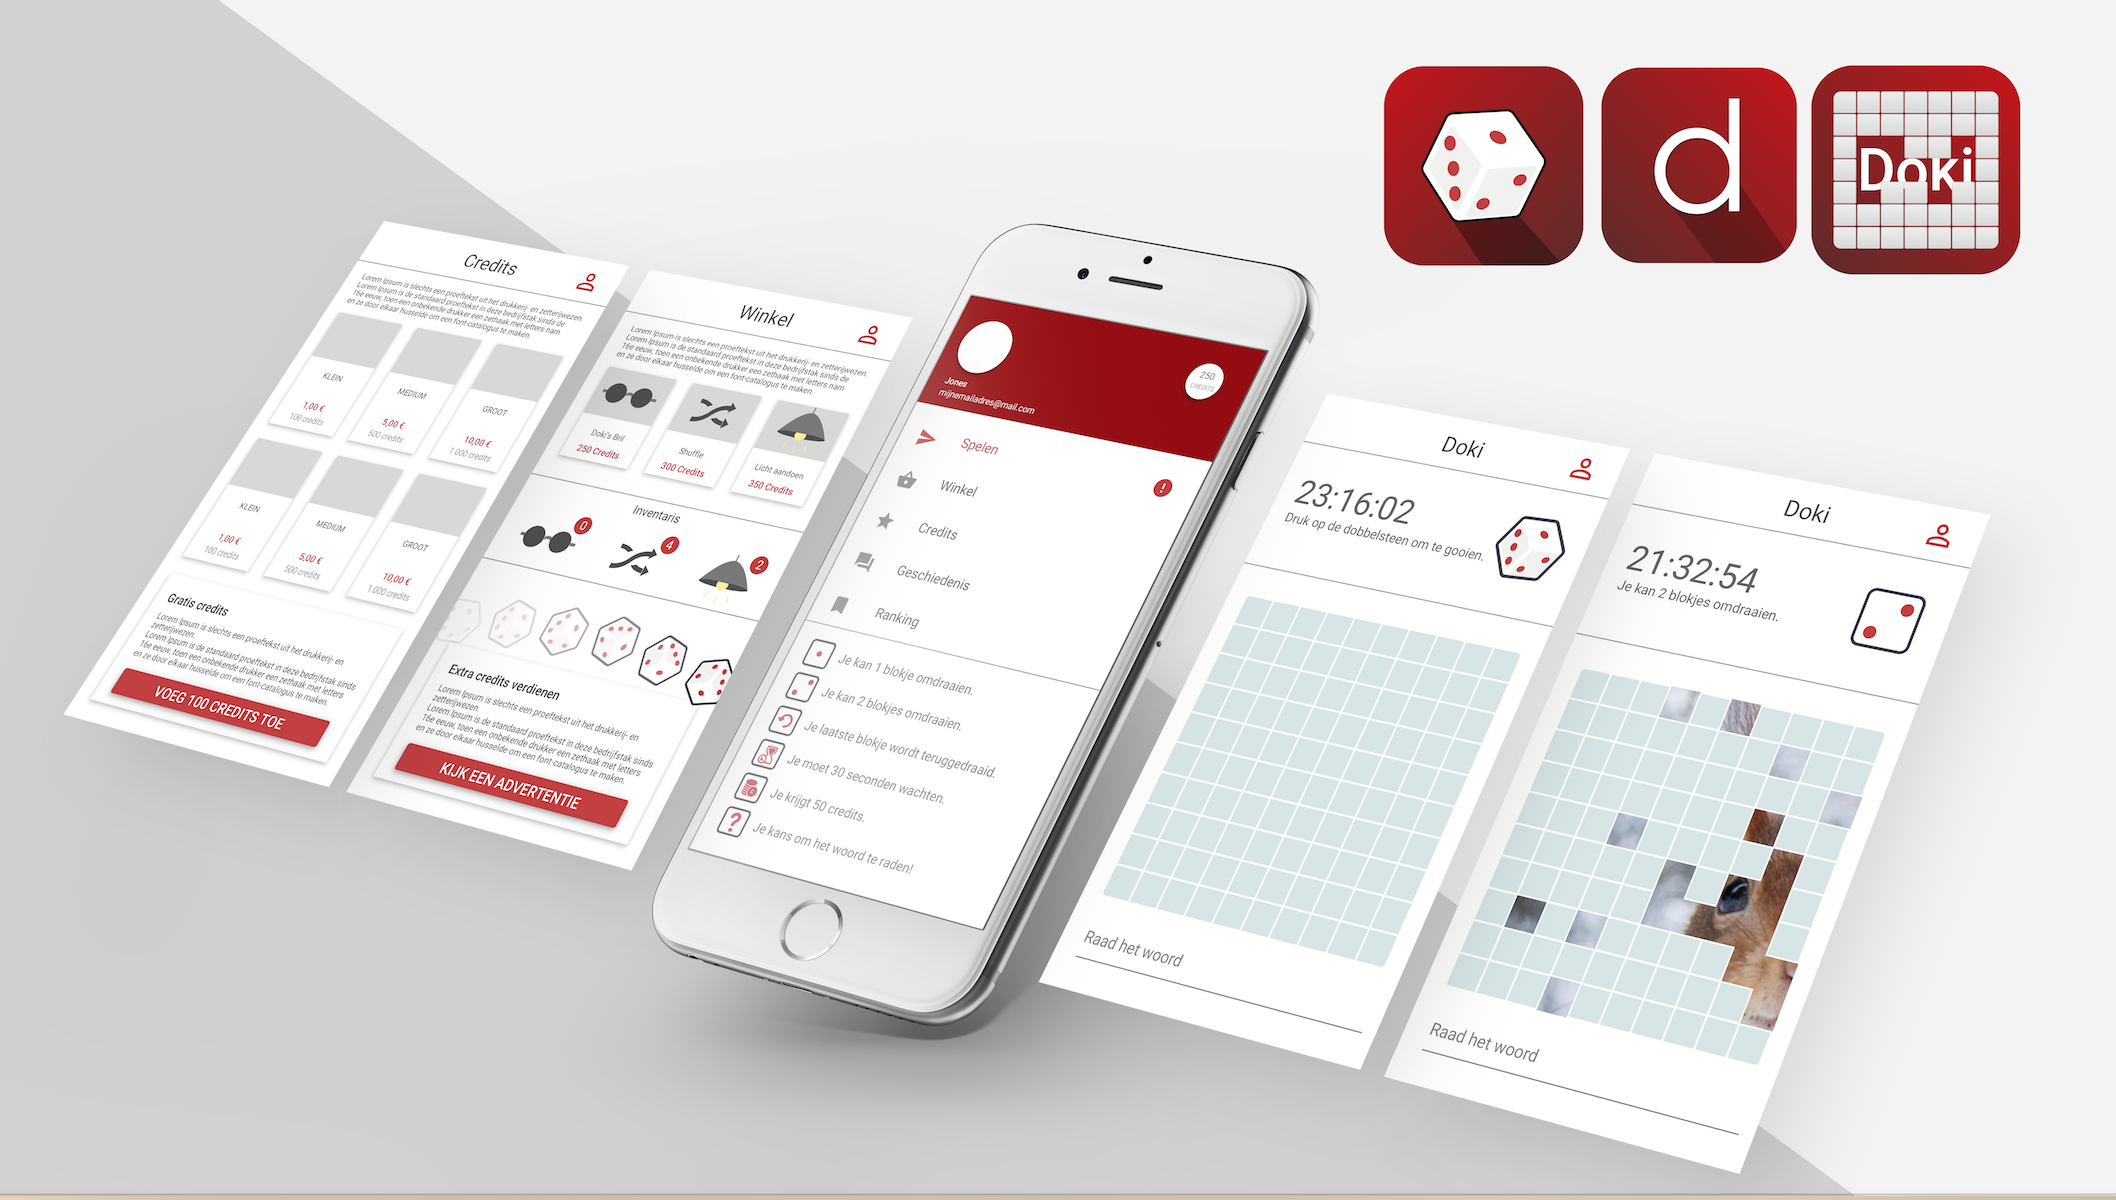 d
Doki
Credits
Lorem Ipsum is slechts een proeftekst uit het drukkerij- en zetterijwezen.
Lorem Ipsum is de standaard proeftekst in deze bedrijfstak sinds de
16e eeuw, toen een onbekende drukker een zethaak met letters nam
en ze door elkaar husselde om een font-catalogus te maken.
KLEIN
1,00 €
100 credits
MEDIUM
5,00 €
500 credits
GROOT
10,00 €
1.000 credits
KLEIN
1,00 €
100 credits
MEDIUM
5,00 €
500 credits
GROOT
10,00 €
1.000 credits
Gratis credits
Lorem Ipsum is slechts een proeftekst uit het drukkerij- en
zetterijwezen.
Lorem Ipsum is de standaard proeftekst in deze bedrijfstak sinds
16e eeuw, toen een onbekende drukker een zethaak met letters
en ze door elkaar husselde om een font-catalogus te maken.
VOEG 100 CREDITS TOE
Winkel
Lorem Ipsum is slechts een proeftekst uit het drukkerij- en zetterijwezen.
Lorem Ipsum is de standaard proeftekst in deze bedrijfstak sinds de
16e eeuw, toen een onbekende drukker een zethaak met letters nam
en ze door elkaar husselde om een font-catalogus te maken.
Doki's Bril
250 Credits
Shuffle
300 Credits
Licht aandoen
350 Credits
Inventaris
0
4
2
Extra credits verdienen
Lorem Ipsum is slechts een proeftekst uit het drukkerij- en
zetterijwezen.
Lorem Ipsum is de standaard proeftekst in deze bedrijfstak sinds
16e eeuw, toen een onbekende drukker een zethaak met letters
en ze door elkaar husselde om een font-catalogus te maken.
KIJK EEN ADVERTENTIE
250
CREDITS
Jones
mijnemailadres@mail.com
Spelen
Winkel
!
Credits
Geschiedenis
Ranking
Je kan 1 blokje omdraaien.
Je kan 2 blokjes omdraaien.
Je laatste blokje wordt teruggedraaid.
Je moet 30 seconden wachten.
Je krijgt 50 credits.
? Je kans om het woord te raden!
Doki
23:16:02
Druk op de dobbelsteen om te gooien.
Raad het woord
Doki
21:32:54
Je kan 2 blokjes omdraaien.
Raad het woord